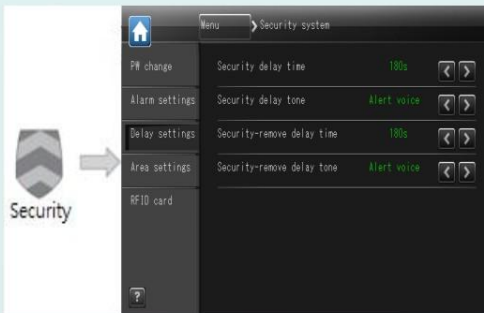 Menu > Security system
PW change
Security delay time 180s < >
Alarm settings
Security delay tone Alert voice < >
Delay settings
Security-remove delay time 180s < >
Area settings
Security-remove delay tone Alert voice < >
RFID card
Security
?